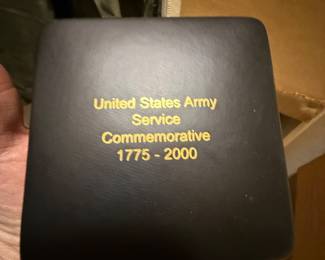 United States Army
Service
Commemorative
1775 - 2000